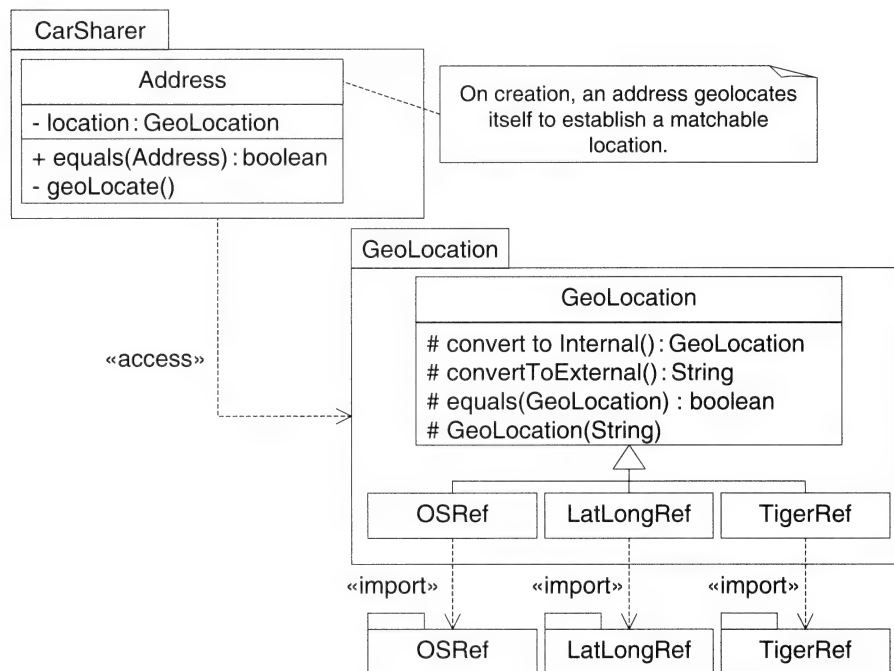 CarSharer
Address
- location: GeoLocation
+ equals(Address): boolean
- geoLocate()
On creation, an address geolocates
itself to establish a matchable
location.
GeoLocation
GeoLocation
# convert to Internal(): GeoLocation
# convertToExternal(): String
# equals(GeoLocation) : boolean
# GeoLocation(String)
«access»
OSRef LatLongRef TigerRef
«import» «import» «import»
OSRef LatLongRef TigerRef